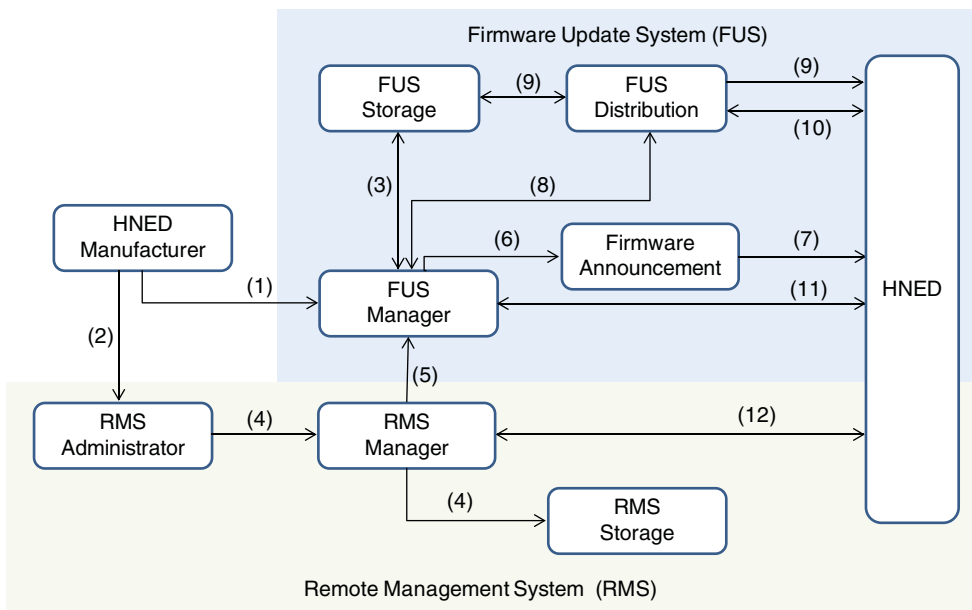 Firmware Update System (FUS)
FUS
Storage
(9)
FUS
Distribution
(9)
(10)
(3)
(8)
HNED
Manufacturer
(6)
Firmware
Announcement
(7)
HNED
(1)
FUS
Manager
(11)
(2)
(5)
RMS
Administrator
(4)
RMS
Manager
(12)
(4)
RMS
Storage
Remote Management System (RMS)